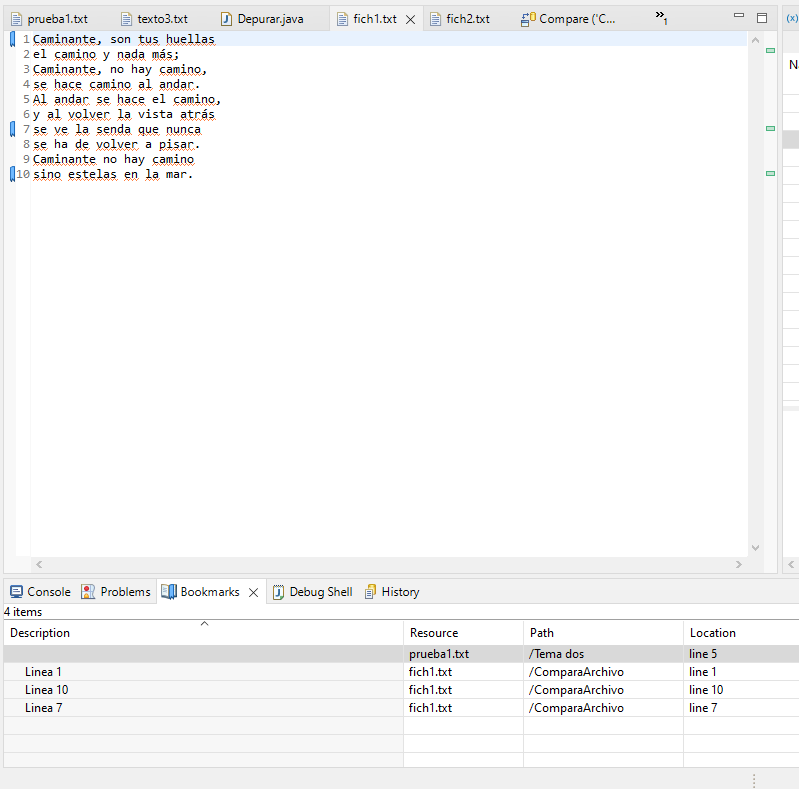 prueba1.txt texto3.txt Depurar.java fich1.txt fich2.txt Compare ('C... »1 (x)
N
1 Caminante, son tus huellas
2 el camino y nada más;
3 Caminante, no hay camino,
4 se hace camino al andar.
5 Al andar se hace el camino,
6 y al volver la vista atrás
7 se ve la senda que nunca
8 se ha de volver a pisar.
9 Caminante no hay camino
10 sino estelas en la mar.
Console Problems Bookmarks Debug Shell History
4 items
Description Resource Path Location
prueba1.txt /Tema dos line 5
Linea 1 fich1.txt /ComparaArchivo line 1
Linea 10 fich1.txt /ComparaArchivo line 10
Linea 7 fich1.txt /ComparaArchivo line 7